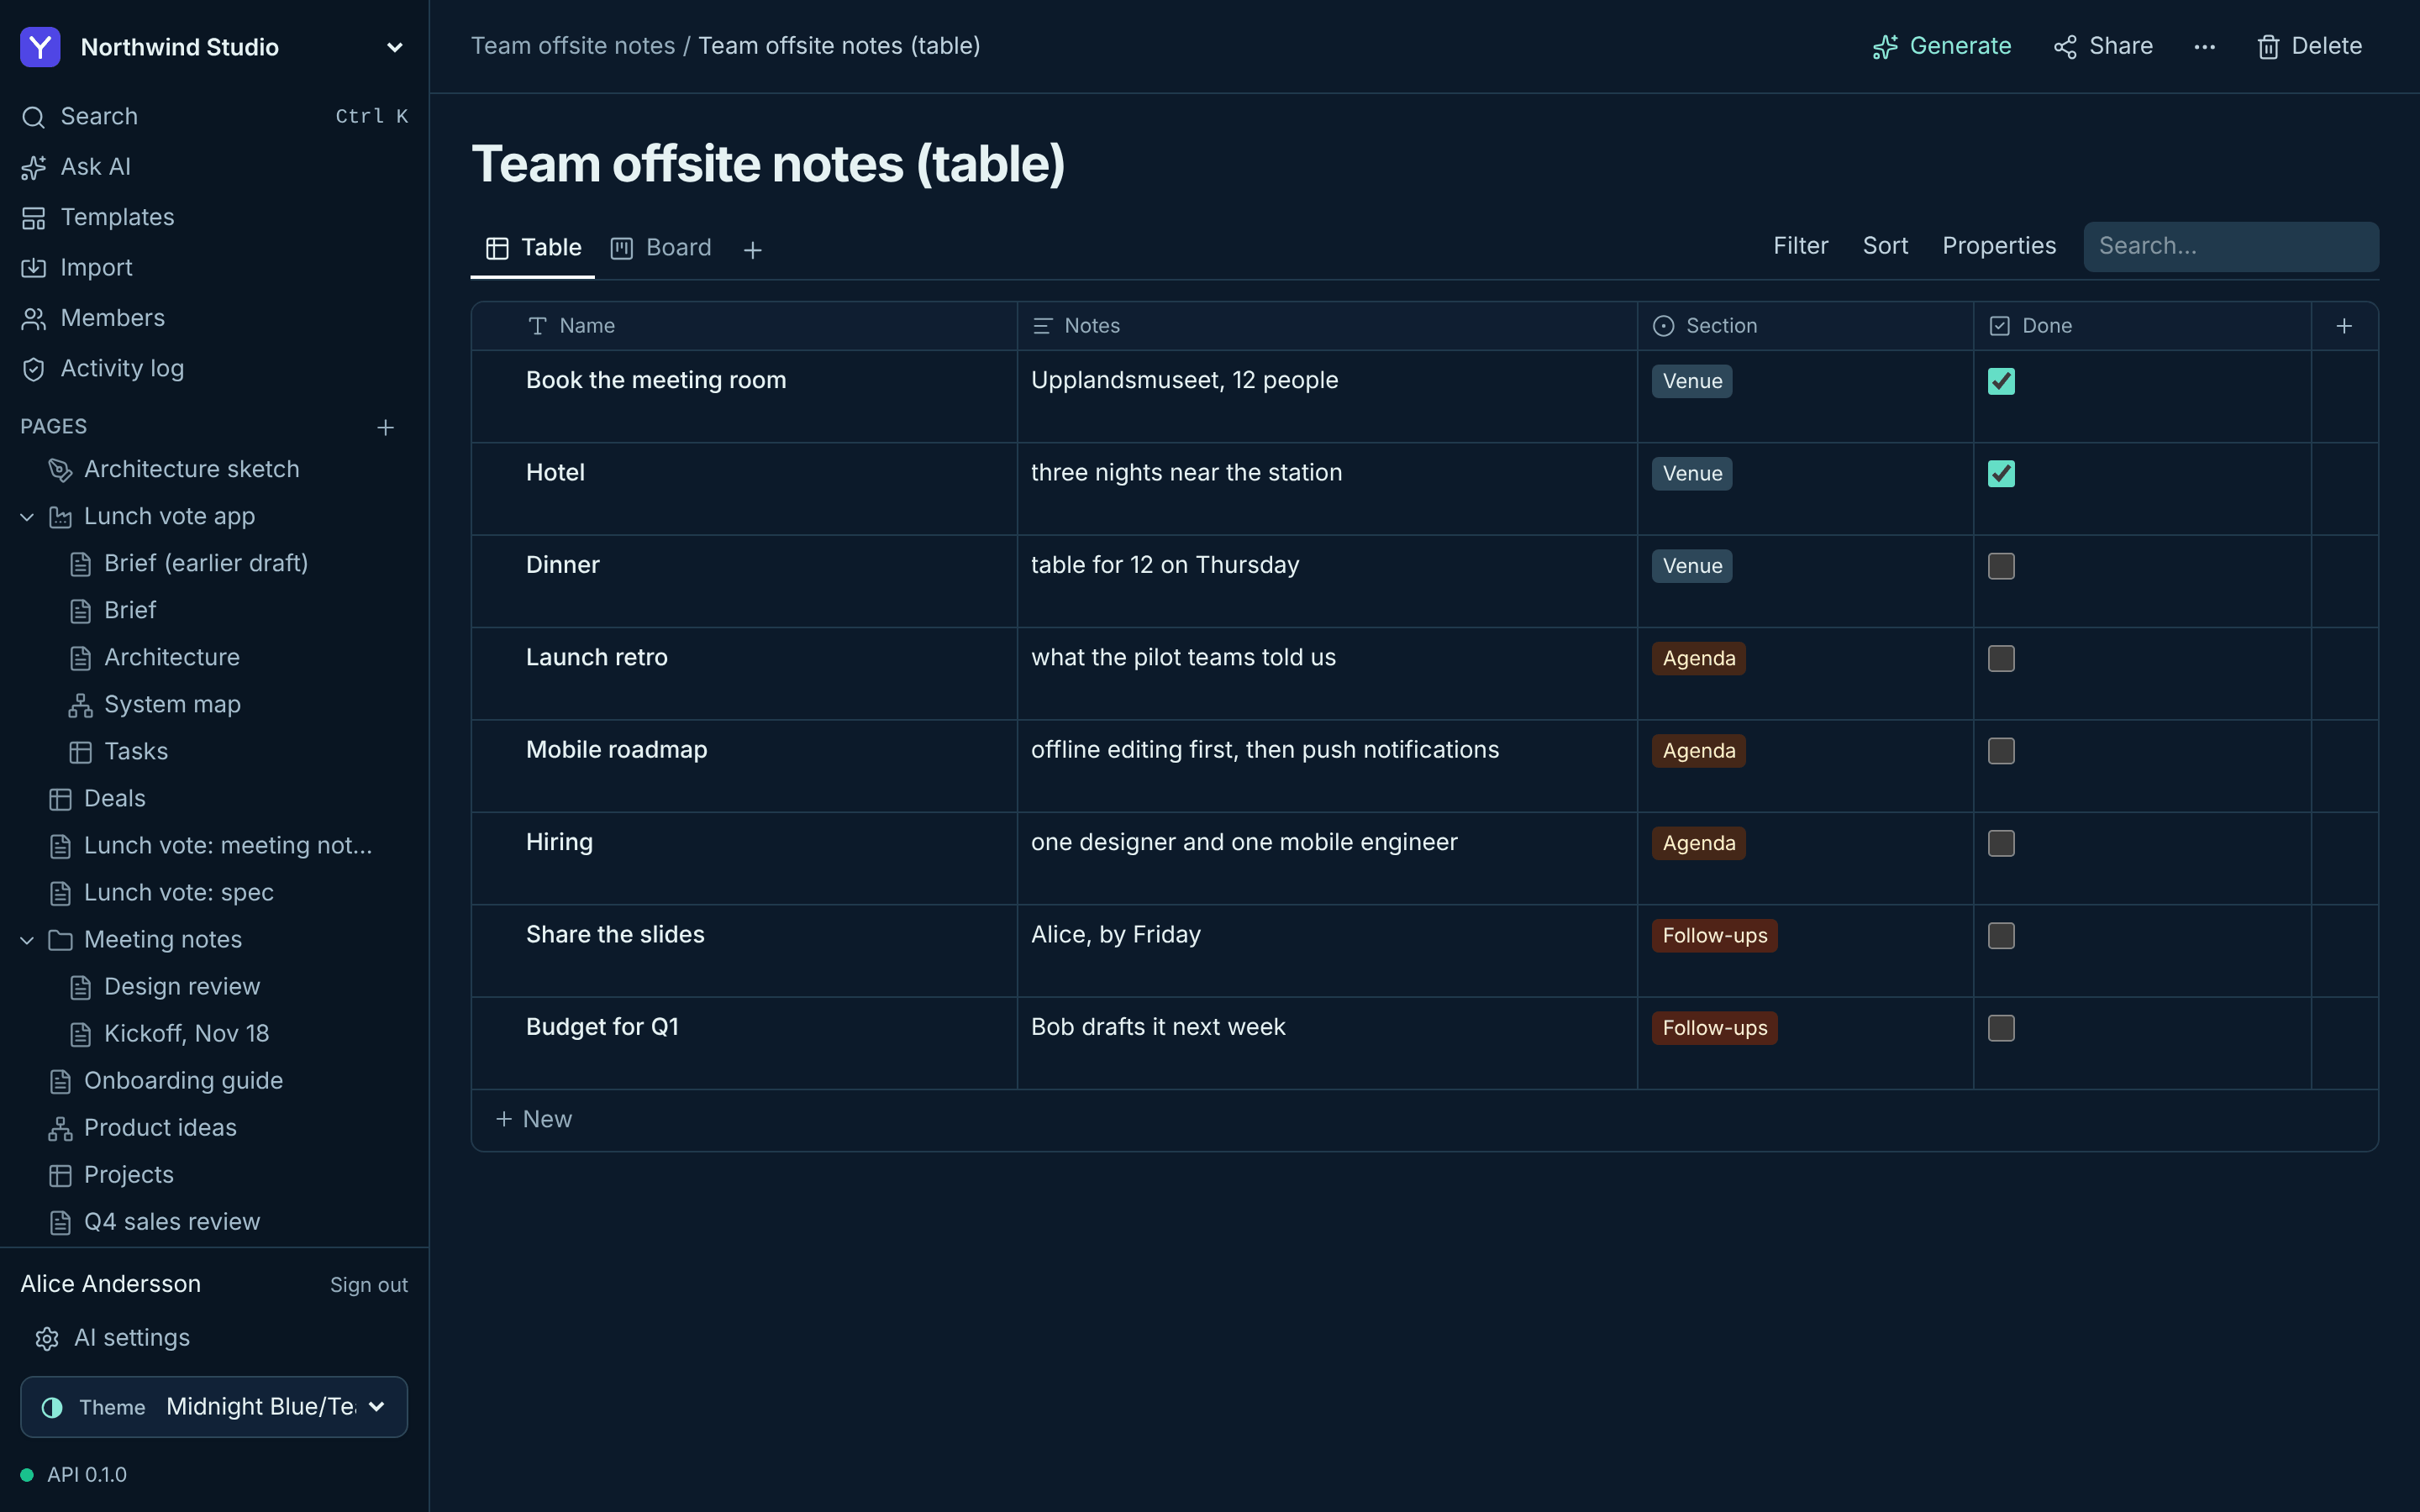 Northwind Studio
Search Ctrl K
Ask AI
Templates
Import
Members
Activity log
PAGES
Architecture sketch
Lunch vote app
Brief (earlier draft)
Brief
Architecture
System map
Tasks
Deals
Lunch vote: meeting not...
Lunch vote: spec
Meeting notes
Design review
Kickoff, Nov 18
Onboarding guide
Product ideas
Projects
Q4 sales review
Alice Andersson Sign out
AI settings
Theme Midnight Blue/Te
API 0.1.0
Team offsite notes / Team offsite notes (table)
Generate Share Delete
Team offsite notes (table)
Table Board
Filter Sort Properties Search...
Name Notes Section Done
Book the meeting room Upplandsmuseet, 12 people Venue
Hotel three nights near the station Venue
Dinner table for 12 on Thursday Venue
Launch retro what the pilot teams told us Agenda
Mobile roadmap offline editing first, then push notifications Agenda
Hiring one designer and one mobile engineer Agenda
Share the slides Alice, by Friday Follow-ups
Budget for Q1 Bob drafts it next week Follow-ups
New